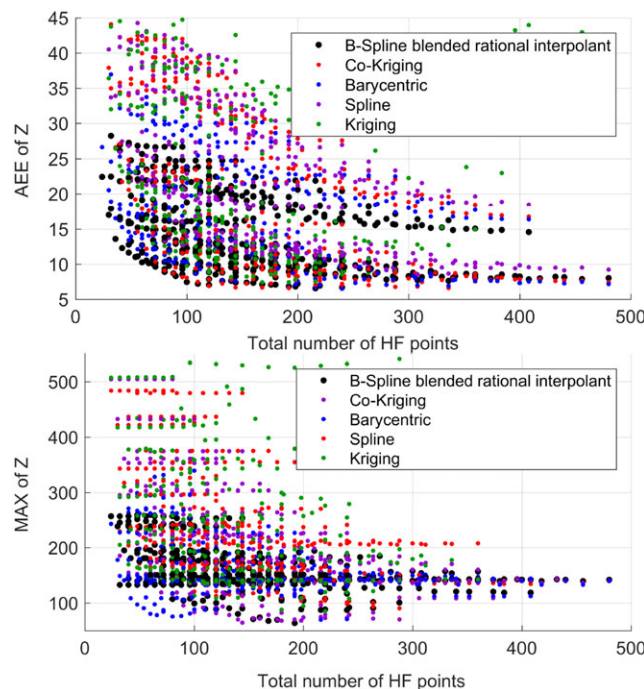 45
40
35
30
25
20
15
10
5
AEE of Z
B-Spline blended rational interpolant
Co-Kriging
Barycentric
Spline
Kriging
0 100 200 300 400 500
Total number of HF points
500
400
300
200
100
MAX of Z
B-Spline blended rational interpolant
Co-Kriging
Barycentric
Spline
Kriging
0 100 200 300 400 500
Total number of HF points